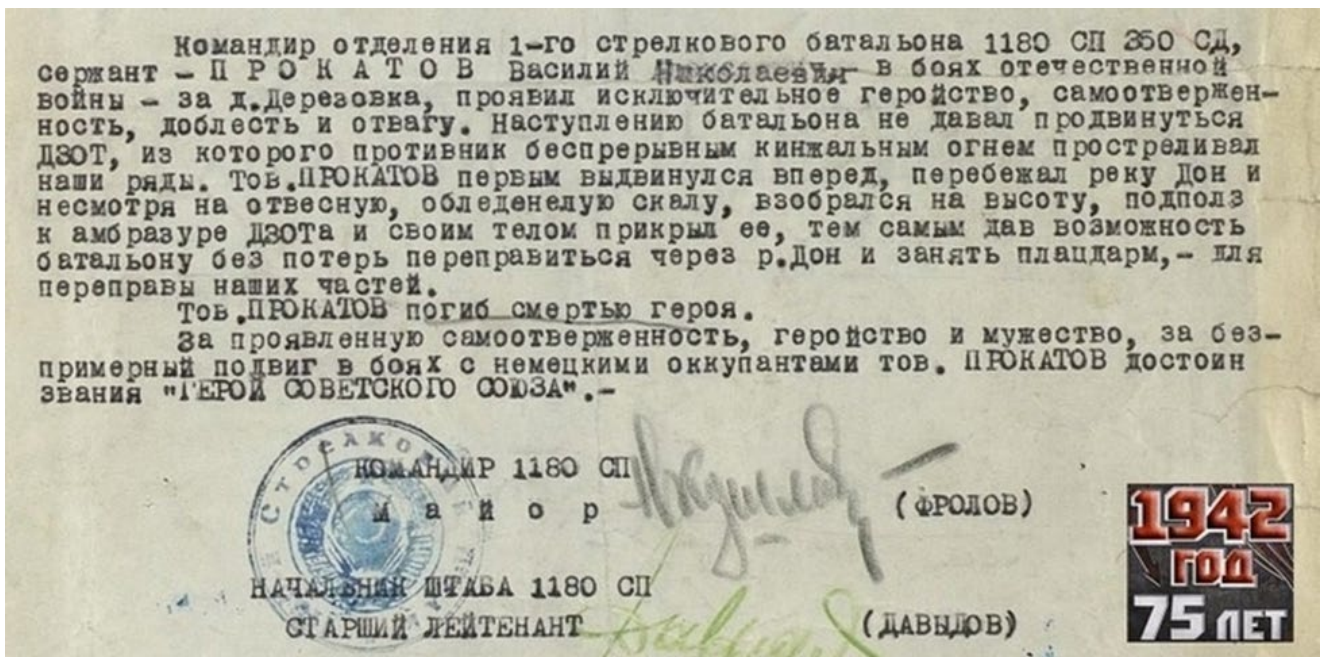 Командир отделения 1-го стрелкового батальона 1180 СП 350 СД,
сержант – П Р О К А Т О В Василий Николаевич в боях отечественной
войны – за д.Дерезовка, проявил исключительное геройство, самоотвержен-
ность, доблесть и отвагу. Наступлению батальона не давал продвинуться
ДЗОТ, из которого противник беспрерывным кинжальным огнем простреливал
наши ряды. Тов.ПРОКАТОВ первым выдвинулся вперед, перебежал реку Дон и
несмотря на отвесную, обледенелую скалу, взобрался на высоту, подполз
к амбразуре ДЗОТа и своим телом прикрыл ее, тем самым дав возможность
батальону без потерь переправиться через р.Дон и занять плацдарм,– для
переправы наших частей.
Тов.ПРОКАТОВ погиб смертью героя.
За проявленную самоотверженность, геройство и мужество, за без-
примерный подвиг в боях с немецкими оккупантами тов. ПРОКАТОВ достоин
звания "ГЕРОЙ СОВЕТСКОГО СОЮЗА".–
КОМАНДИР 1180 СП
М а й о р (ФРОЛОВ)
НАЧАЛЬНИК ШТАБА 1180 СП
СТАРШИЙ ЛЕЙТЕНАНТ (ДАВЫДОВ)
1942
ГОД
75 ЛЕТ